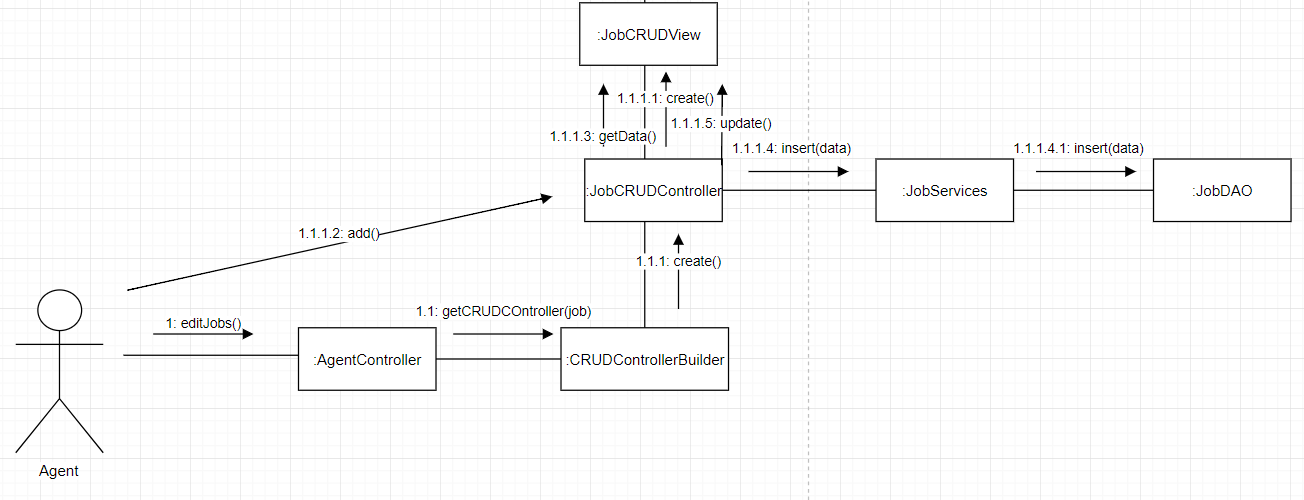 :JobCRUDView
1.1.1.1: create()
1.1.1.5: update()
1.1.1.3: getData()
1.1.1.4: insert(data)
1.1.1.4.1: insert(data)
:JobCRUDController
:JobServices
:JobDAO
1.1.1.2: add()
1.1.1: create()
1.1: getCRUDCOntroller(job)
1: editJobs()
:AgentController
:CRUDControllerBuilder
Agent